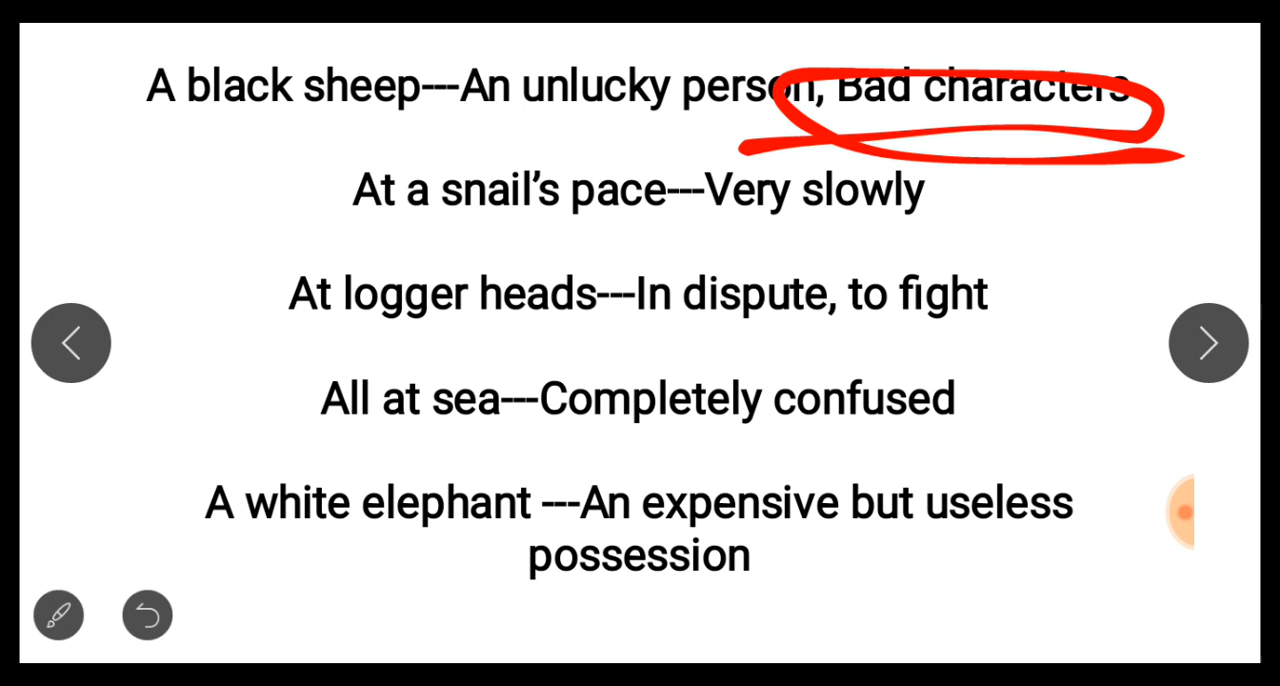 A black sheep---An unlucky person, Bad characters
At a snail’s pace---Very slowly
At logger heads---In dispute, to fight
All at sea---Completely confused
A white elephant ---An expensive but useless
possession